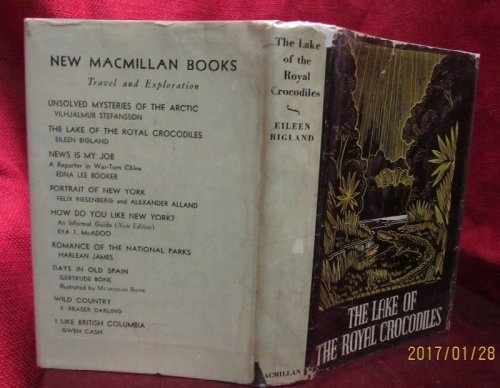 NEW MACMILLAN BOOKS
Travel and Exploration
UNSOLVED MYSTERIES OF THE ARCTIC
VILHJALMUR STEFANSSON
THE LAKE OF THE ROYAL CROCODILES
EILEEN BIGLAND
NEWS IS MY JOB
A Reporter in War-Torn China
EDNA LEE BOOKER
PORTRAIT OF NEW YORK
FELIX RIESENBERG and ALEXANDER ALLAND
HOW DO YOU LIKE NEW YORK?
An Informal Guide (New Edition)
EVA T. McADOO
ROMANCE OF THE NATIONAL PARKS
HARLEAN JAMES
DAYS IN OLD SPAIN
GERTRUDE BONE
Illustrated by MUIRHEAD BONE
WILD COUNTRY
F. FRASER DARLING
I LIKE BRITISH COLUMBIA
GWEN CASH
The Lake
of the
Royal
Crocodiles
EILEEN
BIGLAND
MACMILLAN
THE LAKE OF
THE ROYAL CROCODILES
2017/01/28